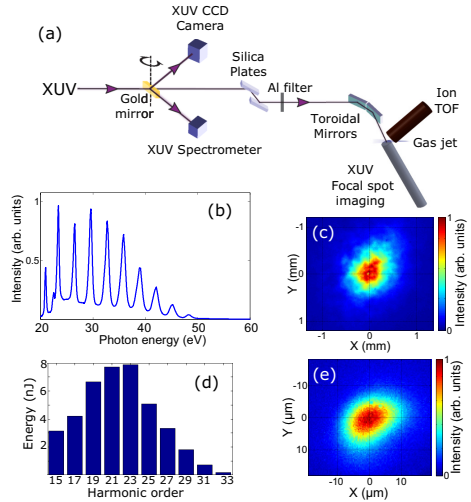 (a)
XUV CCD
Camera
XUV
Gold
mirror
XUV Spectrometer
Silica
Plates
Al filter
Toroidal
Mirrors
Ion
TOF
Gas jet
XUV
Focal spot
imaging
(b)
Intensity (arb. units)
1
0.5
20 30 40 50 60
Photon energy (eV)
(c)
Y (mm)
-1
0
1
-1 0 1
X (mm)
Intensity (arb. units)
1
0.5
0
(d)
Energy (nJ)
8
6
4
2
15 17 19 21 23 25 27 29 31 33
Harmonic order
(e)
Y (µm)
-10
0
10
-10 0 10
X (µm)
Intensity (arb. units)
1
0.5
0